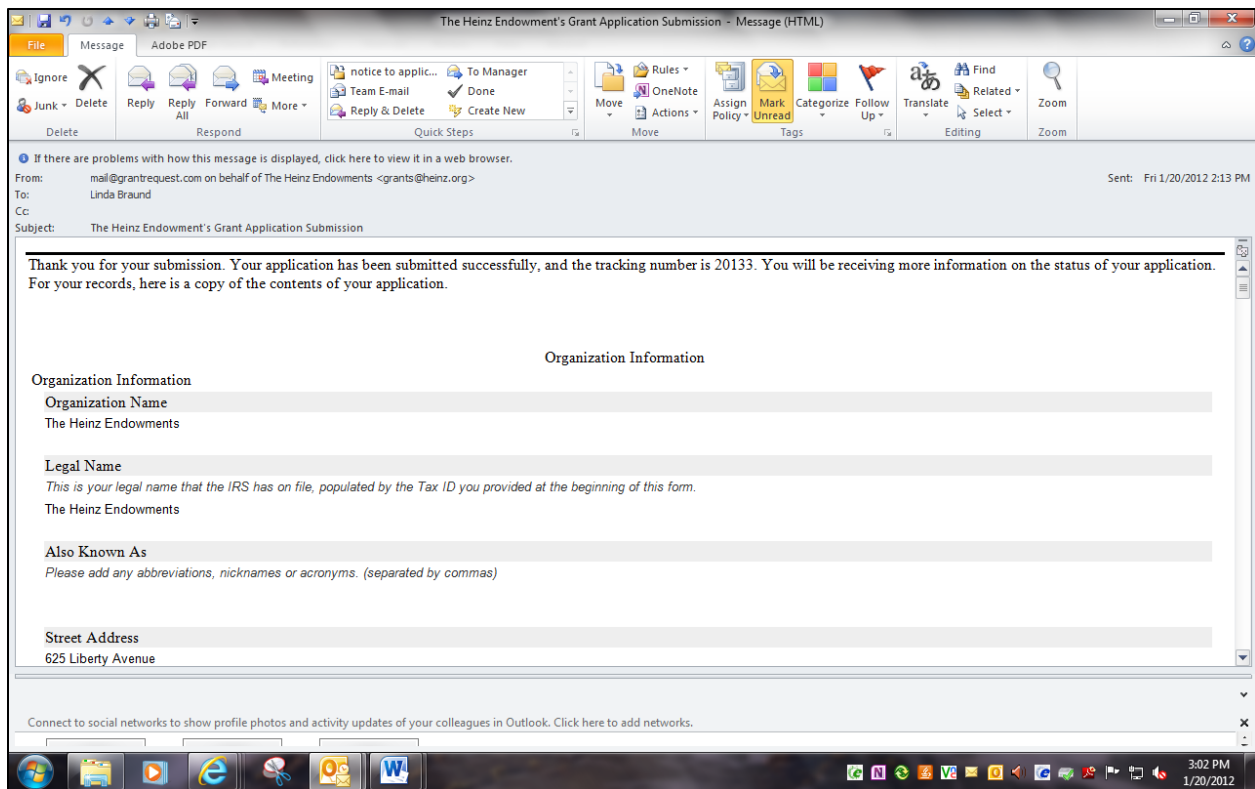 The Heinz Endowment's Grant Application Submission - Message (HTML)
File Message Adobe PDF
Ignore
Junk
Delete
Delete
Reply
Reply All
Forward
Meeting
More
Respond
notice to applic...
Team E-mail
Reply & Delete
To Manager
Done
Create New
Quick Steps
Move
Rules
OneNote
Actions
Move
Assign Policy
Mark Unread
Categorize
Follow Up
Tags
Translate
Find
Related
Select
Editing
Zoom
Zoom
If there are problems with how this message is displayed, click here to view it in a web browser.
From: mail@grantrequest.com on behalf of The Heinz Endowments <grants@heinz.org> Sent: Fri 1/20/2012 2:13 PM
To: Linda Braund
Cc:
Subject: The Heinz Endowment's Grant Application Submission
Thank you for your submission. Your application has been submitted successfully, and the tracking number is 20133. You will be receiving more information on the status of your application.
For your records, here is a copy of the contents of your application.
Organization Information
Organization Information
Organization Name
The Heinz Endowments
Legal Name
This is your legal name that the IRS has on file, populated by the Tax ID you provided at the beginning of this form.
The Heinz Endowments
Also Known As
Please add any abbreviations, nicknames or acronyms. (separated by commas)
Street Address
625 Liberty Avenue
Connect to social networks to show profile photos and activity updates of your colleagues in Outlook. Click here to add networks.
3:02 PM
1/20/2012